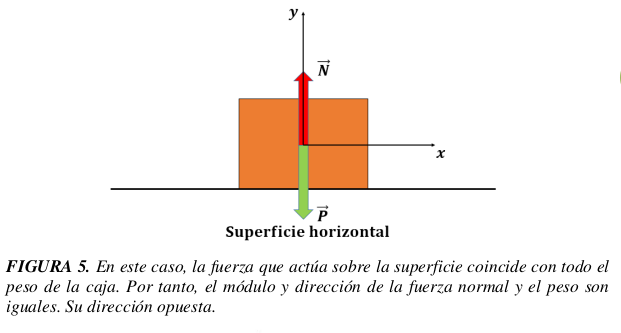 y
N
x
P
Superficie horizontal
FIGURA 5. En este caso, la fuerza que actúa sobre la superficie coincide con todo el
peso de la caja. Por tanto, el módulo y dirección de la fuerza normal y el peso son
iguales. Su dirección opuesta.